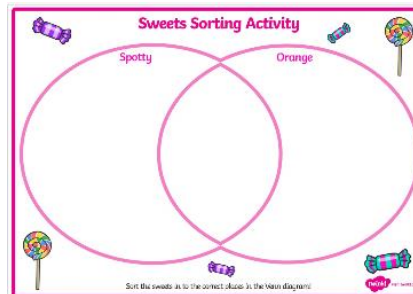 Sweets Sorting Activity
Spotty
Orange
Sort the sweets in to the correct places in the Venn diagram!
twinkl